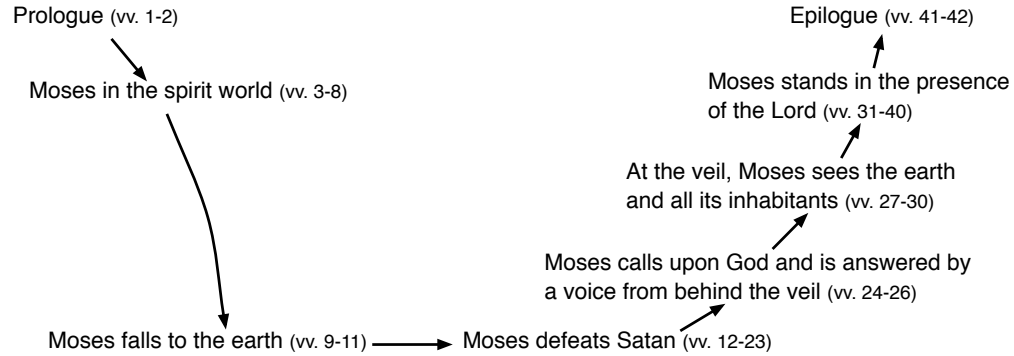 Prologue (vv. 1-2)
Moses in the spirit world (vv. 3-8)
Moses falls to the earth (vv. 9-11)
Moses defeats Satan (vv. 12-23)
Moses calls upon God and is answered by
a voice from behind the veil (vv. 24-26)
At the veil, Moses sees the earth
and all its inhabitants (vv. 27-30)
Moses stands in the presence
of the Lord (vv. 31-40)
Epilogue (vv. 41-42)